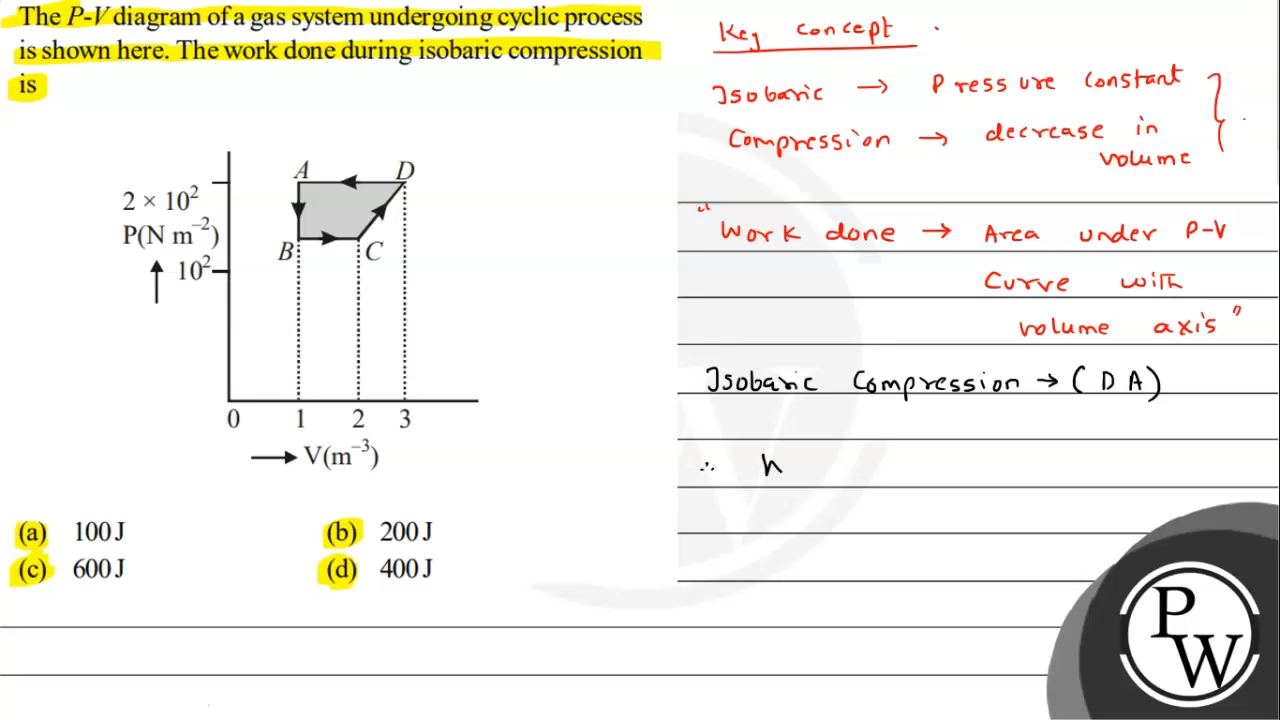 The P-V diagram of a gas system undergoing cyclic process
is shown here. The work done during isobaric compression
is
A
D
2 × 10²
P(N m⁻²)
B
C
10²
0
1
2
3
V(m⁻³)
(a) 100 J
(b) 200 J
(c) 600 J
(d) 400 J
Key concept .
Isobaric → Pressure constant
Compression → decrease in
volume
"Work done → Area under P-V
Curve with
volume axis"
Isobaric Compression → (DA)
∴ h
P
W